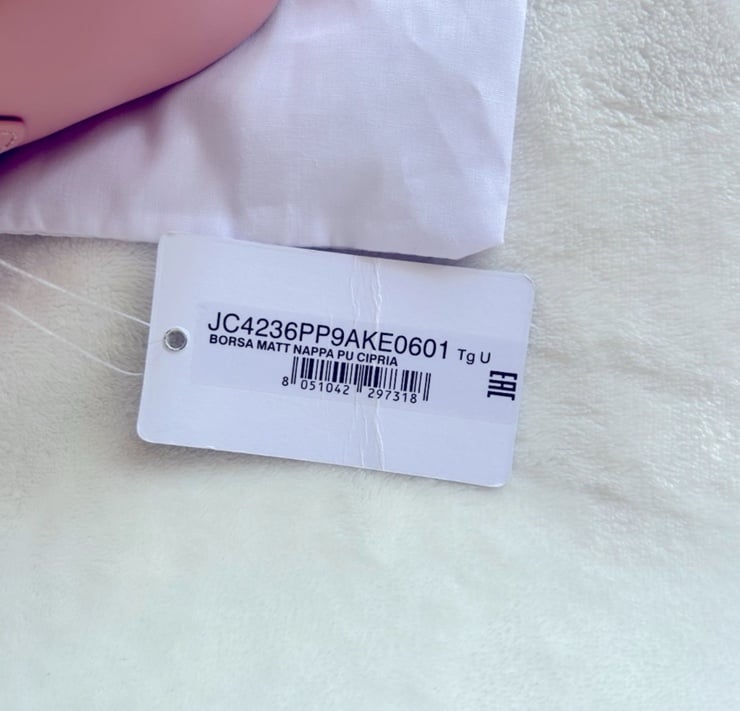 JC4236PP9AKE0601 Tg U
BORSA MATT NAPPA PU CIPRIA
8 051042 297318
EAC